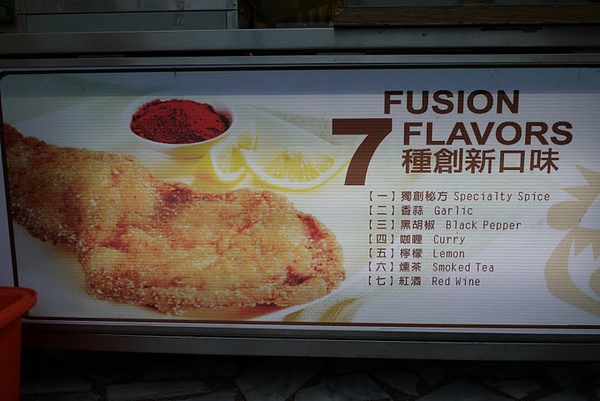 7
FUSION
FLAVORS
種創新口味
【一】獨創秘方 Specialty Spice
【二】香蒜 Garlic
【三】黑胡椒 Black Pepper
【四】咖哩 Curry
【五】檸檬 Lemon
【六】燻茶 Smoked Tea
【七】紅酒 Red Wine